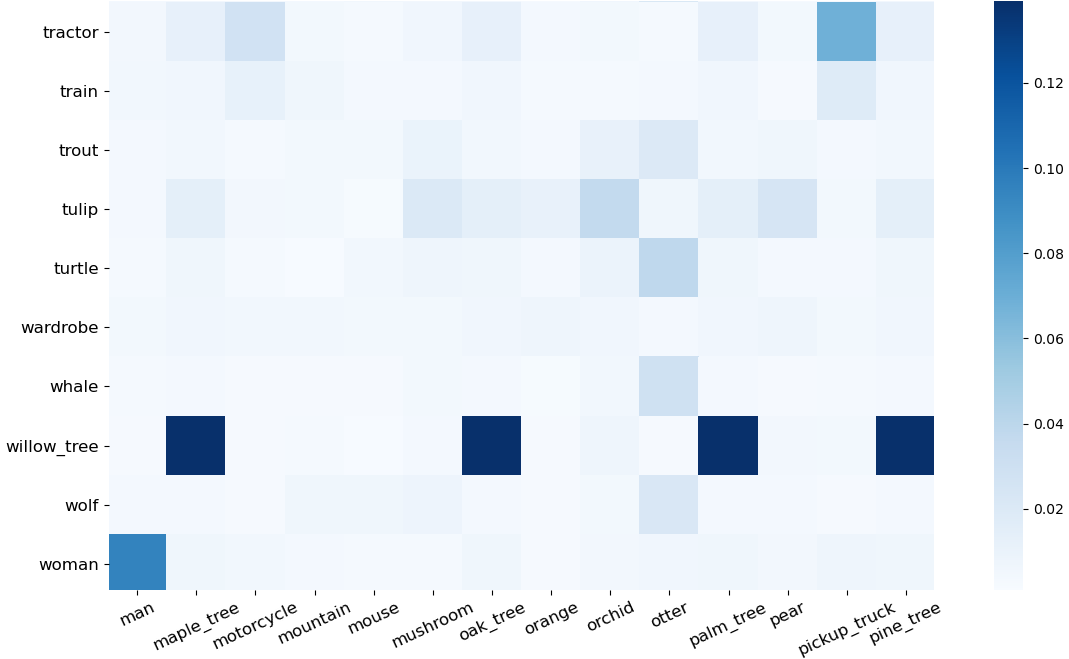 tractor
train
trout
tulip
turtle
wardrobe
whale
willow_tree
wolf
woman
man
maple_tree
motorcycle
mountain
mouse
mushroom
oak_tree
orange
orchid
otter
palm_tree
pear
pickup_truck
pine_tree
0.12
0.10
0.08
0.06
0.04
0.02